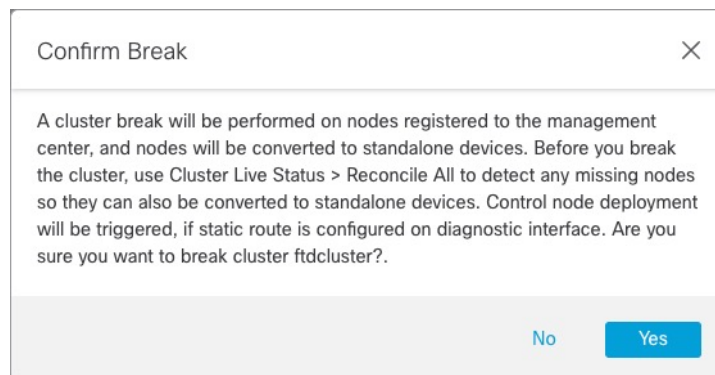 Confirm Break
A cluster break will be performed on nodes registered to the management
center, and nodes will be converted to standalone devices. Before you break
the cluster, use Cluster Live Status > Reconcile All to detect any missing nodes
so they can also be converted to standalone devices. Control node deployment
will be triggered, if static route is configured on diagnostic interface. Are you
sure you want to break cluster ftdcluster?.
No Yes